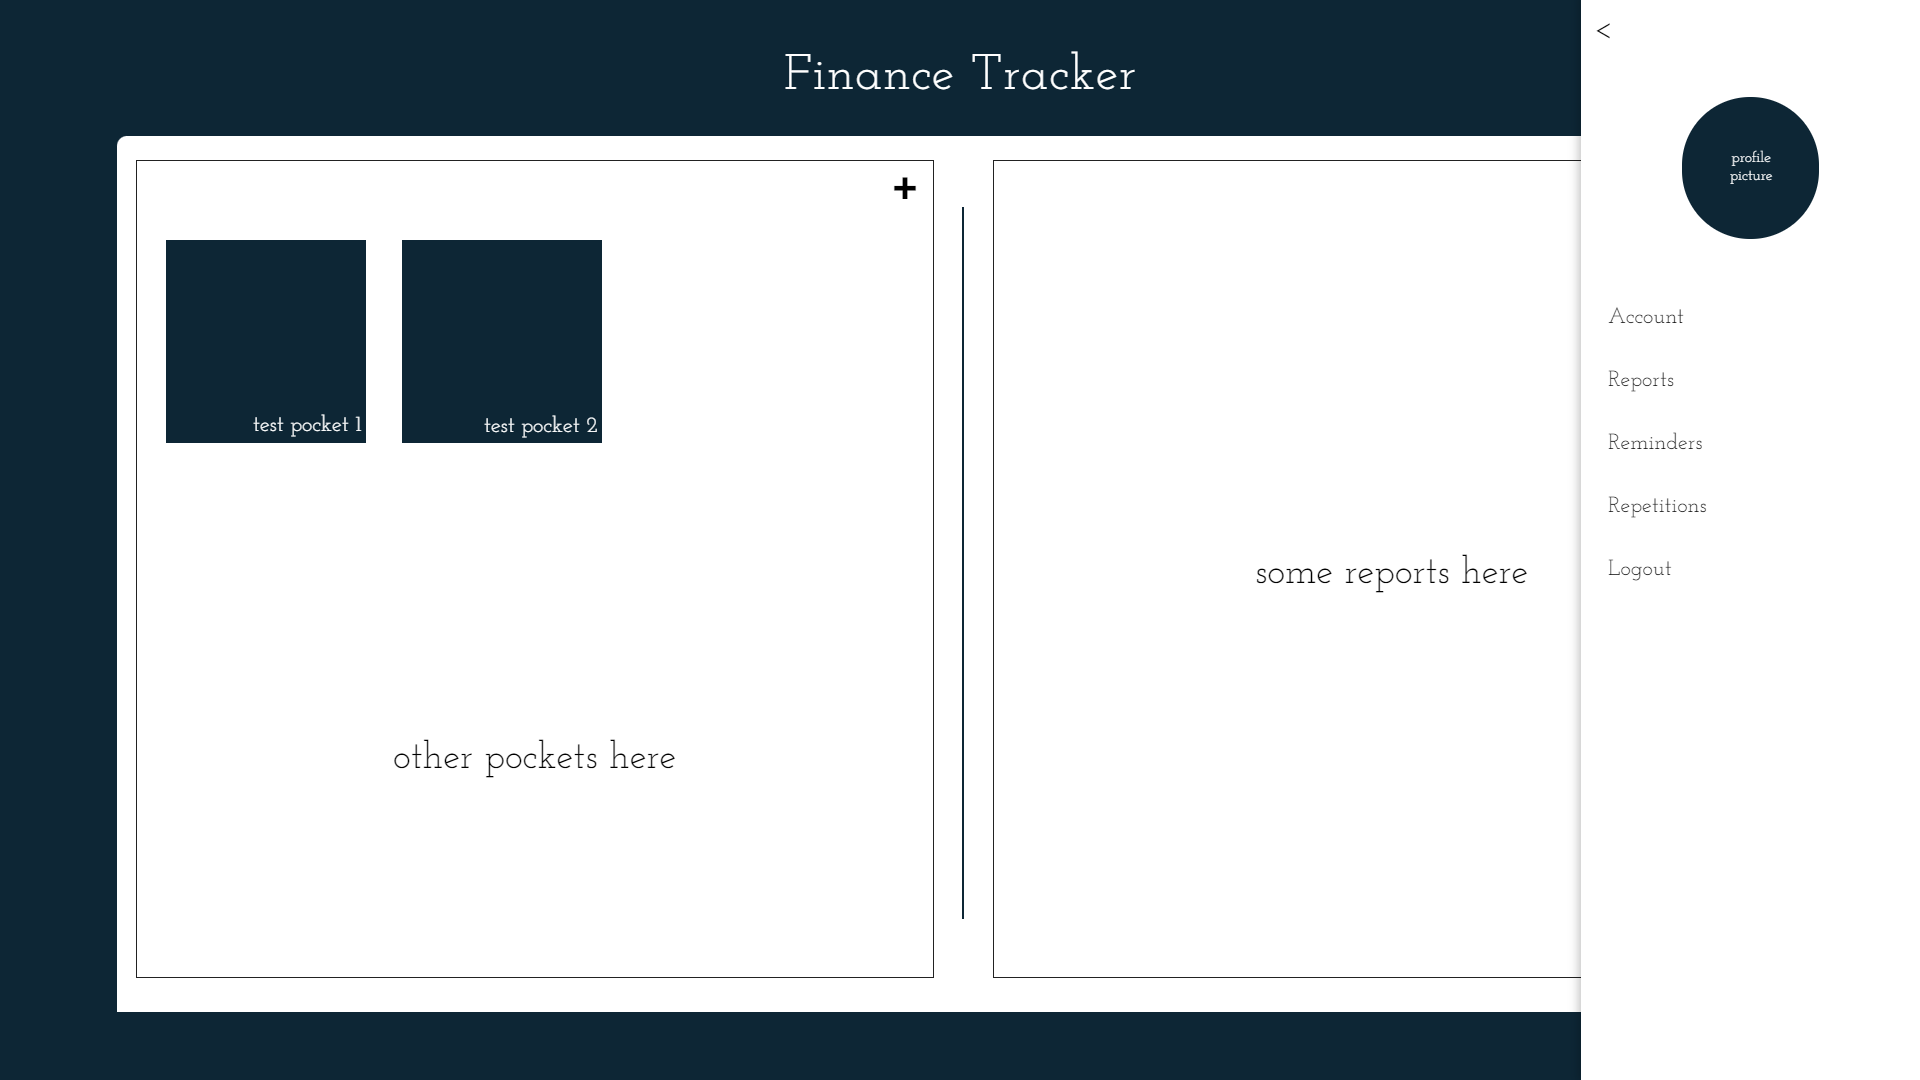 Finance Tracker
<
profile
picture
+
test pocket 1
test pocket 2
Account
Reports
Reminders
Repetitions
Logout
some reports here
other pockets here